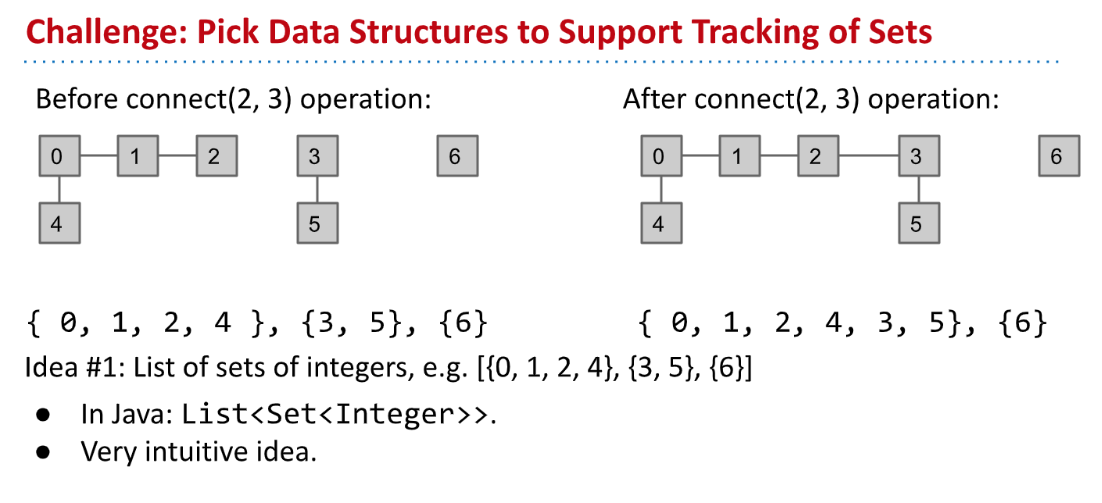 Challenge: Pick Data Structures to Support Tracking of Sets
Before connect(2, 3) operation:
After connect(2, 3) operation:
0 1 2 3 6
4 5
0 1 2 3 6
4 5
{ 0, 1, 2, 4 }, {3, 5}, {6}
{ 0, 1, 2, 4, 3, 5}, {6}
Idea #1: List of sets of integers, e.g. [{0, 1, 2, 4}, {3, 5}, {6}]
● In Java: List<Set<Integer>>.
● Very intuitive idea.